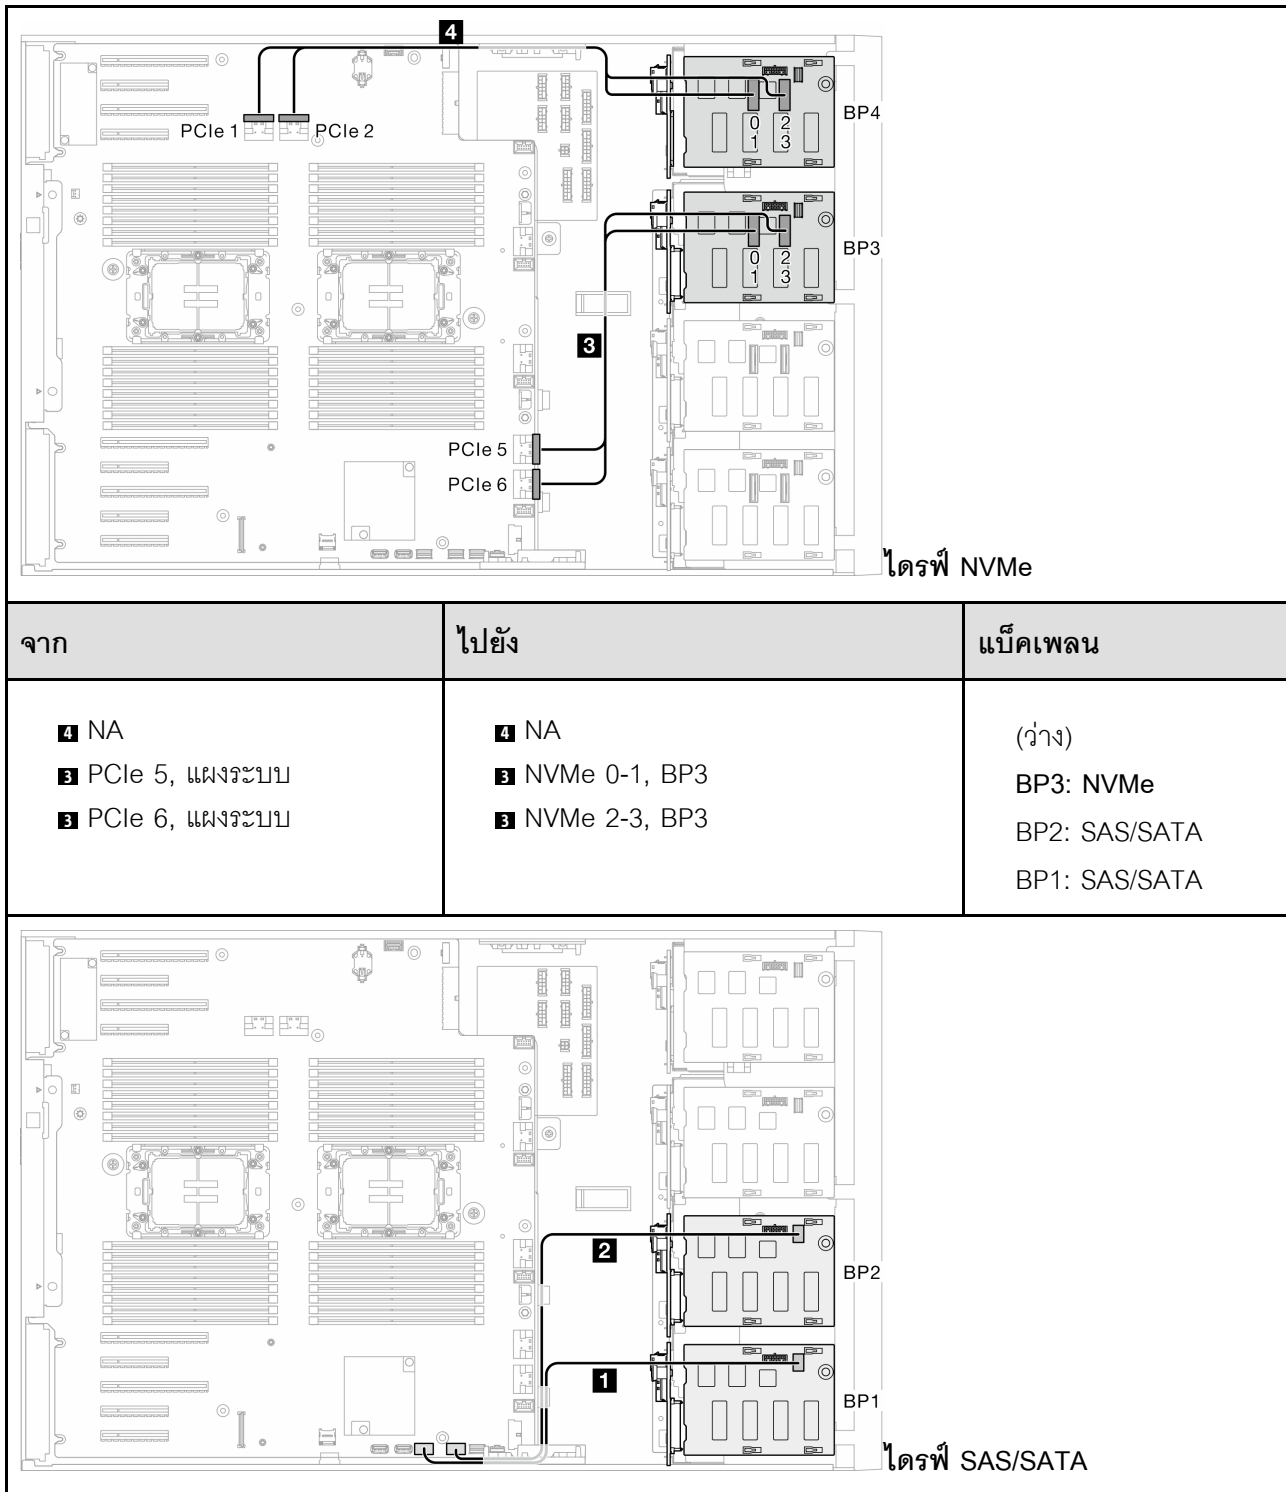 4
PCIe 1
PCIe 2
BP4
0
1
2
3
BP3
0
1
2
3
3
PCIe 5
PCIe 6
ไดรฟ์ NVMe
จาก
ไปยัง
แบ็คเพลน
4 NA
3 PCIe 5, แผงระบบ
3 PCIe 6, แผงระบบ
4 NA
3 NVMe 0-1, BP3
3 NVMe 2-3, BP3
(ว่าง)
BP3: NVMe
BP2: SAS/SATA
BP1: SAS/SATA
2
BP2
1
BP1
ไดรฟ์ SAS/SATA